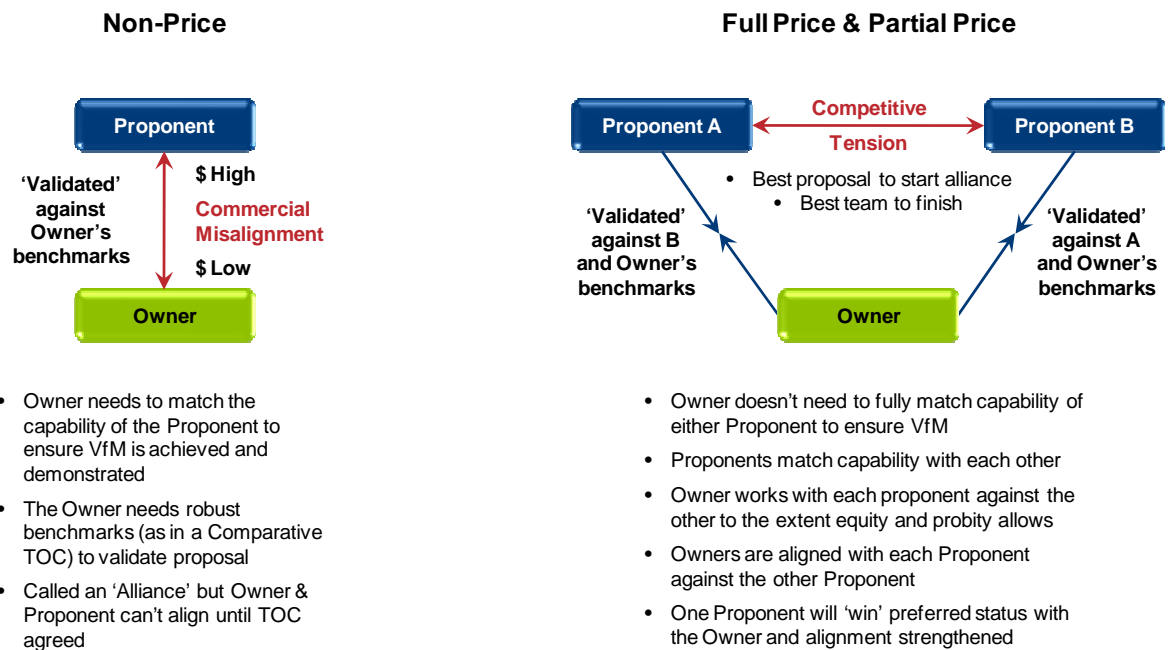 Non-Price
Proponent
'Validated'
against
Owner's
benchmarks
$ High
Commercial
Misalignment
$ Low
Owner
• Owner needs to match the
capability of the Proponent to
ensure VfM is achieved and
demonstrated
• The Owner needs robust
benchmarks (as in a Comparative
TOC) to validate proposal
• Called an 'Alliance' but Owner &
Proponent can't align until TOC
agreed
Full Price & Partial Price
Proponent A
Competitive
Tension
Proponent B
• Best proposal to start alliance
• Best team to finish
‘Validated’
against B
and Owner’s
benchmarks
‘Validated’
against A
and Owner’s
benchmarks
Owner
• Owner doesn’t need to fully match capability of
either Proponent to ensure VfM
• Proponents match capability with each other
• Owner works with each proponent against the
other to the extent equity and probity allows
• Owners are aligned with each Proponent
against the other Proponent
• One Proponent will ‘win’ preferred status with
the Owner and alignment strengthened